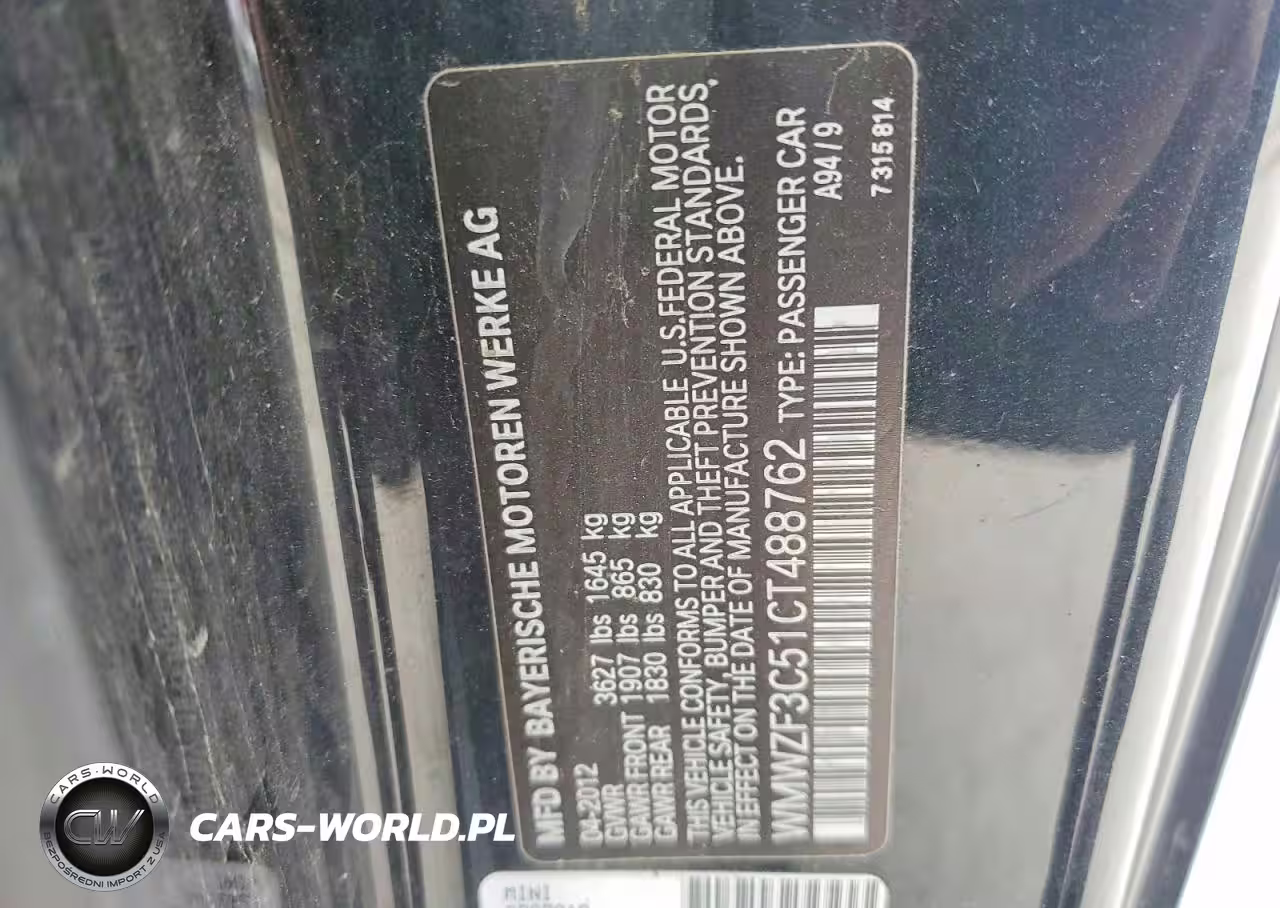 MFD BY BAYERISCHE MOTOREN WERKE AG
04-2012
GVWR 3627 lbs 1645 kg
GAWR FRONT 1907 lbs 865 kg
GAWR REAR 1830 lbs 830 kg
THIS VEHICLE CONFORMS TO ALL APPLICABLE U.S. FEDERAL MOTOR
VEHICLE SAFETY, BUMPER AND THEFT PREVENTION STANDARDS,
IN EFFECT ON THE DATE OF MANUFACTURE SHOWN ABOVE.
WMWZF3C51CT488762 TYPE: PASSENGER CAR
A94/9
7315814
MINI
CARS-WORLD
CW
BEZPOŚREDNI IMPORT Z USA
CARS-WORLD.PL